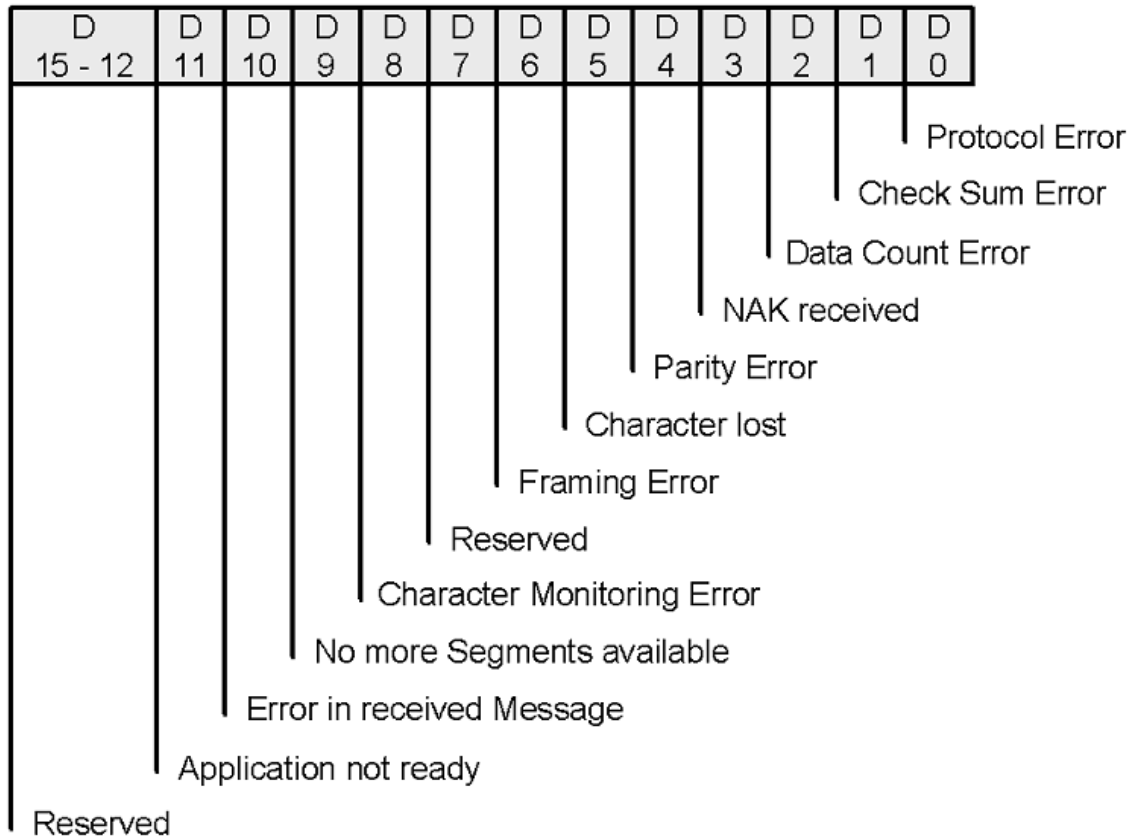 D D D D D D D D D D D D D
15 - 12 11 10 9 8 7 6 5 4 3 2 1 0
Protocol Error
Check Sum Error
Data Count Error
NAK received
Parity Error
Character lost
Framing Error
Reserved
Character Monitoring Error
No more Segments available
Error in received Message
Application not ready
Reserved